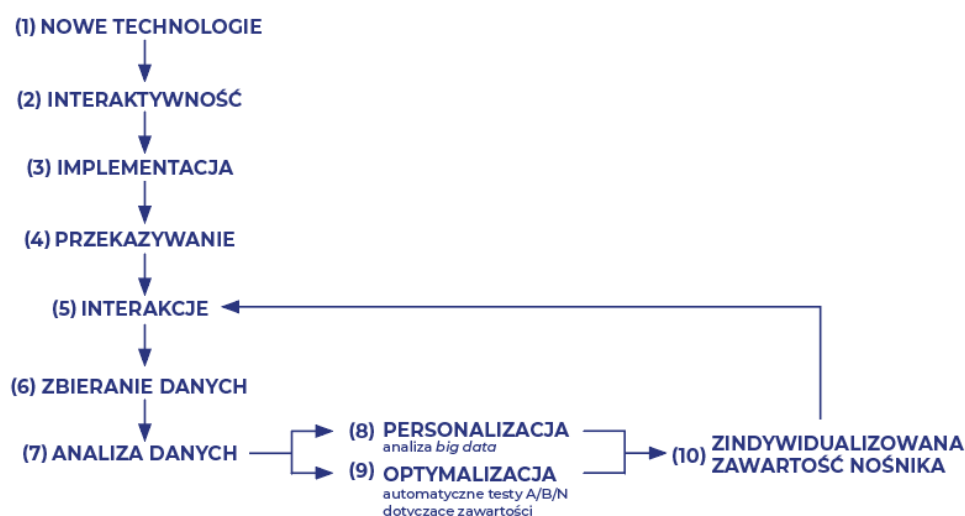 (1) NOWE TECHNOLOGIE
(2) INTERAKTYWNOŚĆ
(3) IMPLEMENTACJA
(4) PRZEKAZYWANIE
(5) INTERAKCJE
(6) ZBIERANIE DANYCH
(7) ANALIZA DANYCH
(8) PERSONALIZACJA
analiza big data
(9) OPTYMALIZACJA
automatyczne testy A/B/N
dotyczące zawartości
(10) ZINDYWIDUALIZOWANA
ZAWARTOŚĆ NOŚNIKA